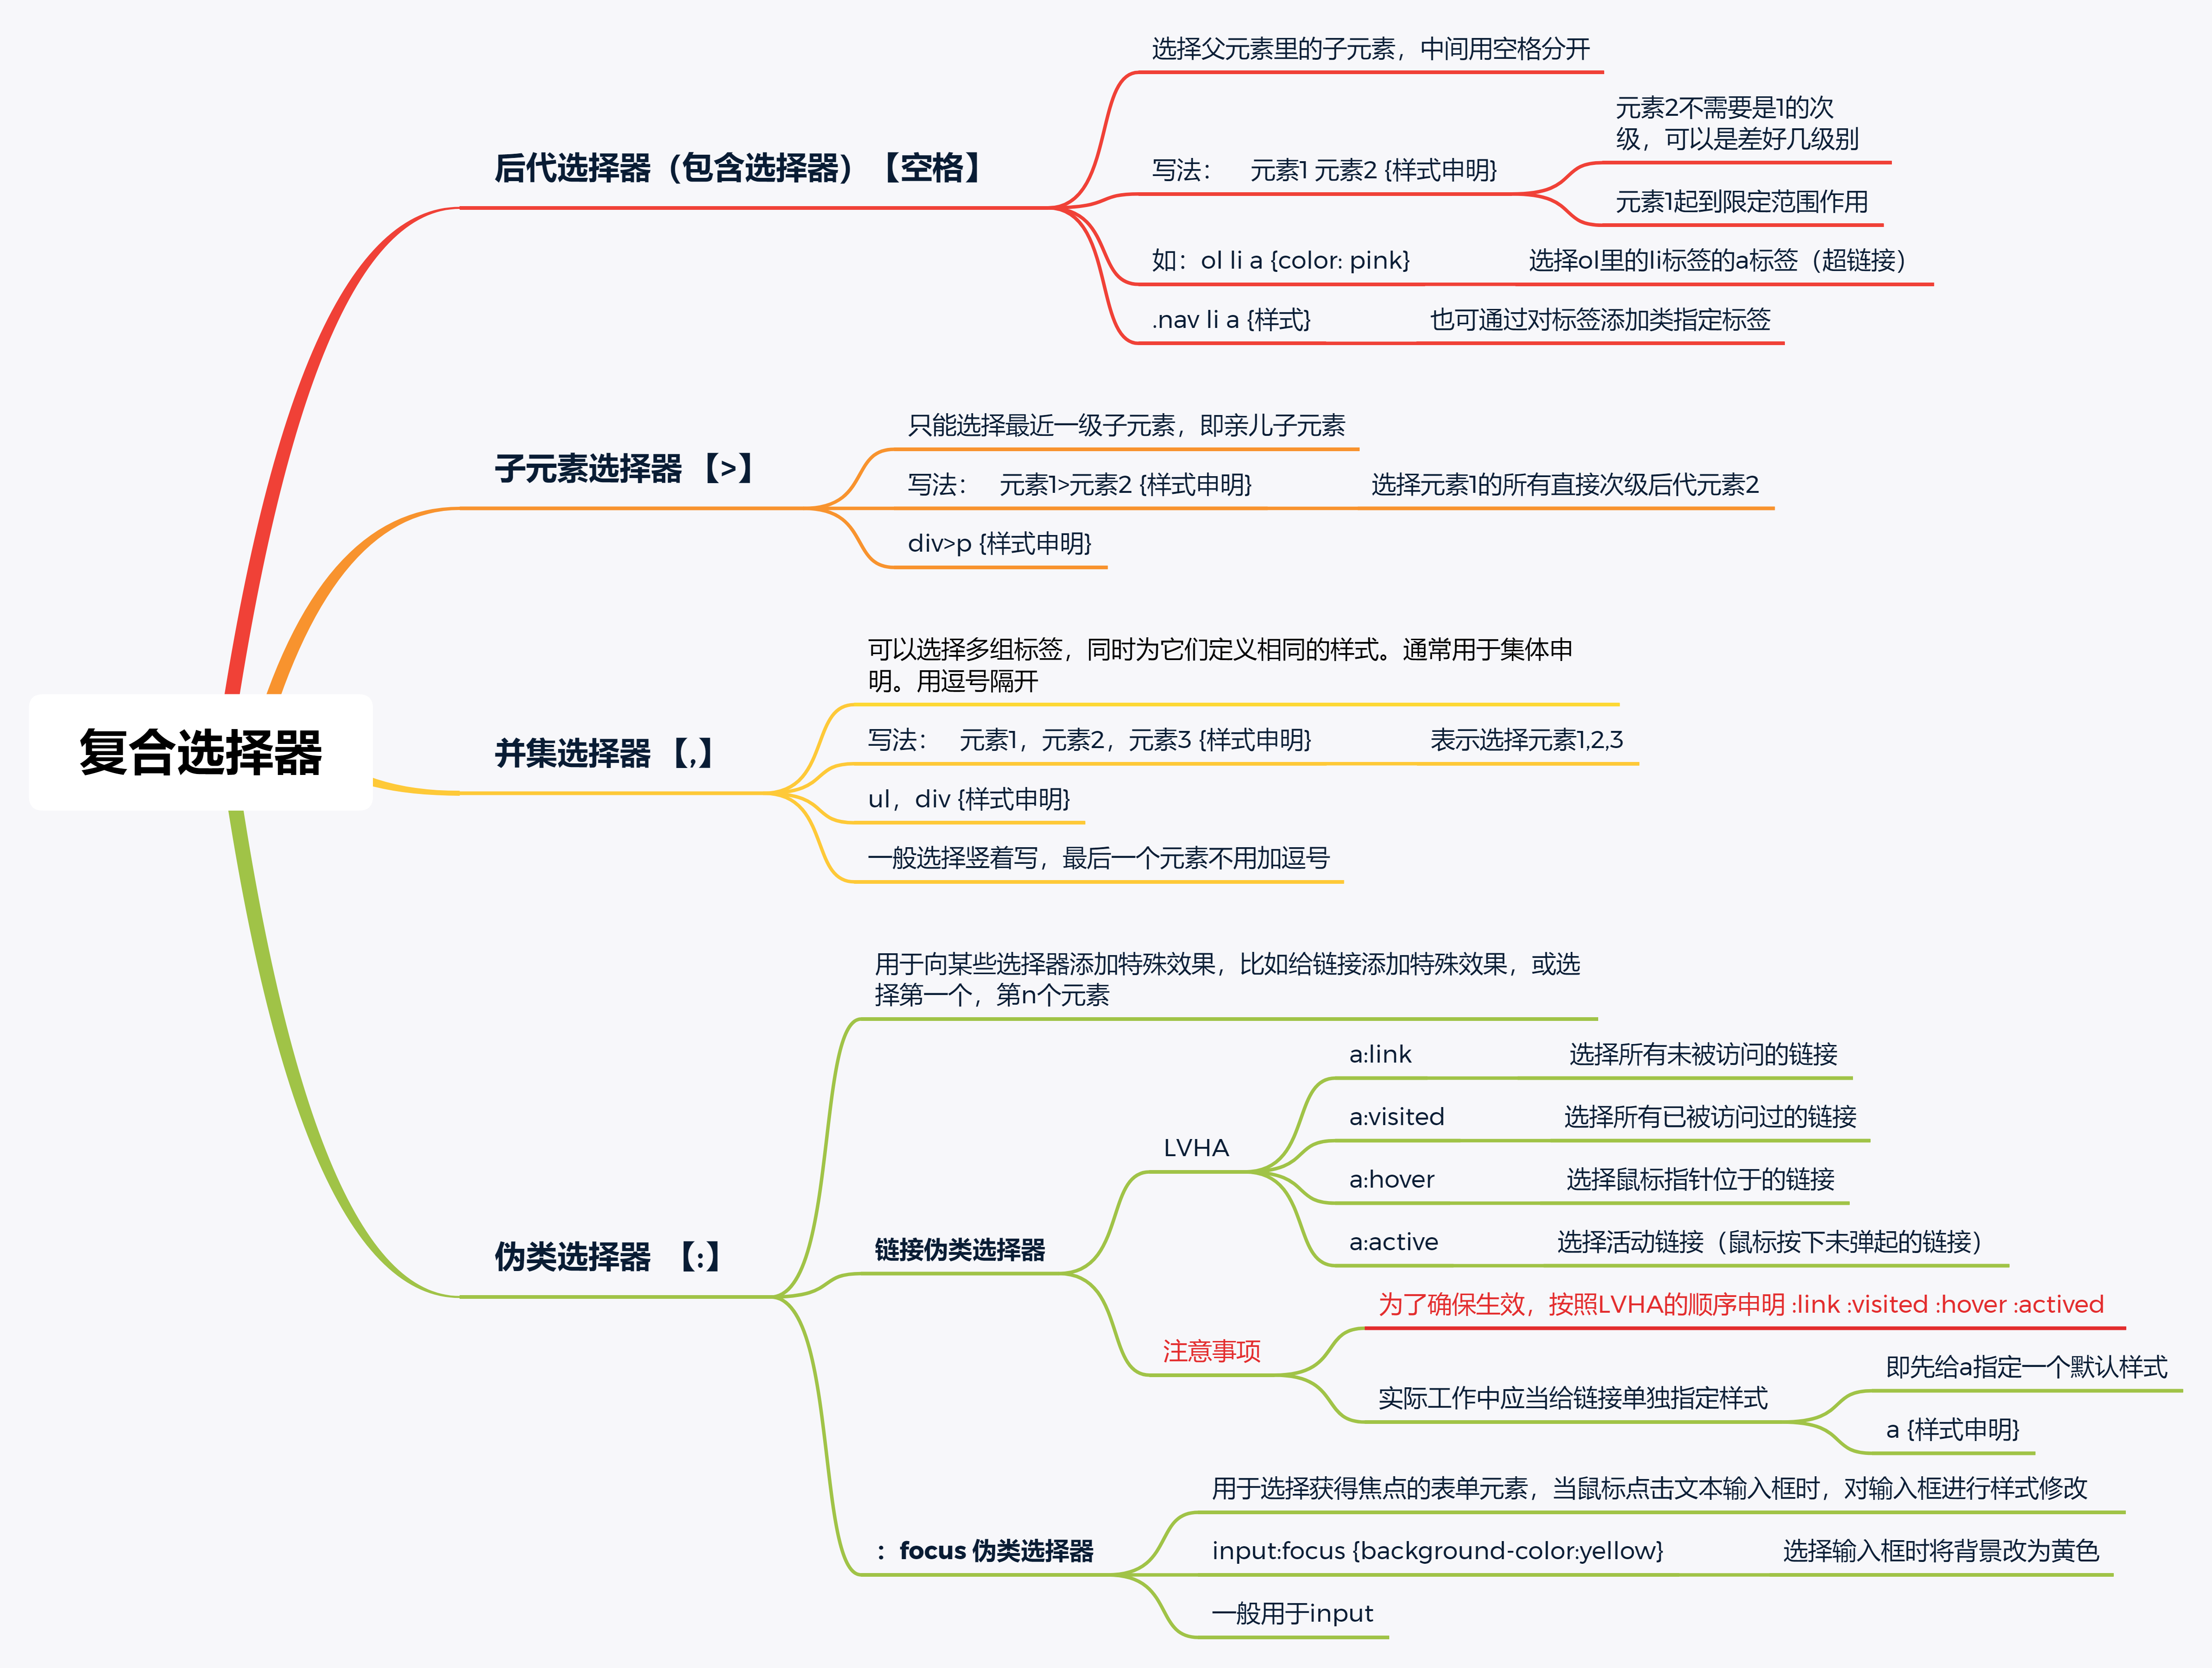 复合选择器
后代选择器（包含选择器）【空格】
选择父元素里的子元素，中间用空格分开
写法： 元素1 元素2 {样式申明}
元素2不需要是1的次
级，可以是差好几级别
元素1起到限定范围作用
如：ol li a {color: pink}
选择ol里的li标签的a标签（超链接）
.nav li a {样式}
也可通过对标签添加类指定标签
子元素选择器 【>】
只能选择最近一级子元素，即亲儿子元素
写法： 元素1>元素2 {样式申明}
选择元素1的所有直接次级后代元素2
div>p {样式申明}
并集选择器 【,】
可以选择多组标签，同时为它们定义相同的样式。通常用于集体申
明。用逗号隔开
写法： 元素1，元素2，元素3 {样式申明}
表示选择元素1,2,3
ul，div {样式申明}
一般选择竖着写，最后一个元素不用加逗号
伪类选择器 【:】
用于向某些选择器添加特殊效果，比如给链接添加特殊效果，或选
择第一个，第n个元素
链接伪类选择器
LVHA
a:link
选择所有未被访问的链接
a:visited
选择所有已被访问过的链接
a:hover
选择鼠标指针位于的链接
a:active
选择活动链接（鼠标按下未弹起的链接）
注意事项
为了确保生效，按照LVHA的顺序申明 :link :visited :hover :actived
实际工作中应当给链接单独指定样式
即先给a指定一个默认样式
a {样式申明}
：focus 伪类选择器
用于选择获得焦点的表单元素，当鼠标点击文本输入框时，对输入框进行样式修改
input:focus {background-color:yellow}
选择输入框时将背景改为黄色
一般用于input